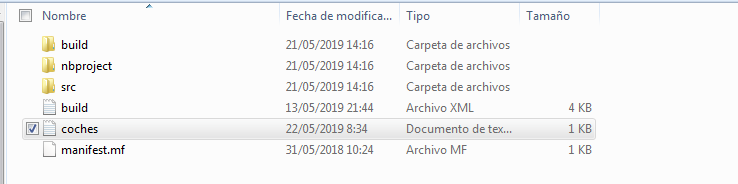 Nombre Fecha de modifica... Tipo Tamaño
build 21/05/2019 14:16 Carpeta de archivos
nbproject 21/05/2019 14:16 Carpeta de archivos
src 21/05/2019 14:16 Carpeta de archivos
build 13/05/2019 21:44 Archivo XML 4 KB
coches 22/05/2019 8:34 Documento de tex... 1 KB
manifest.mf 31/05/2018 10:24 Archivo MF 1 KB